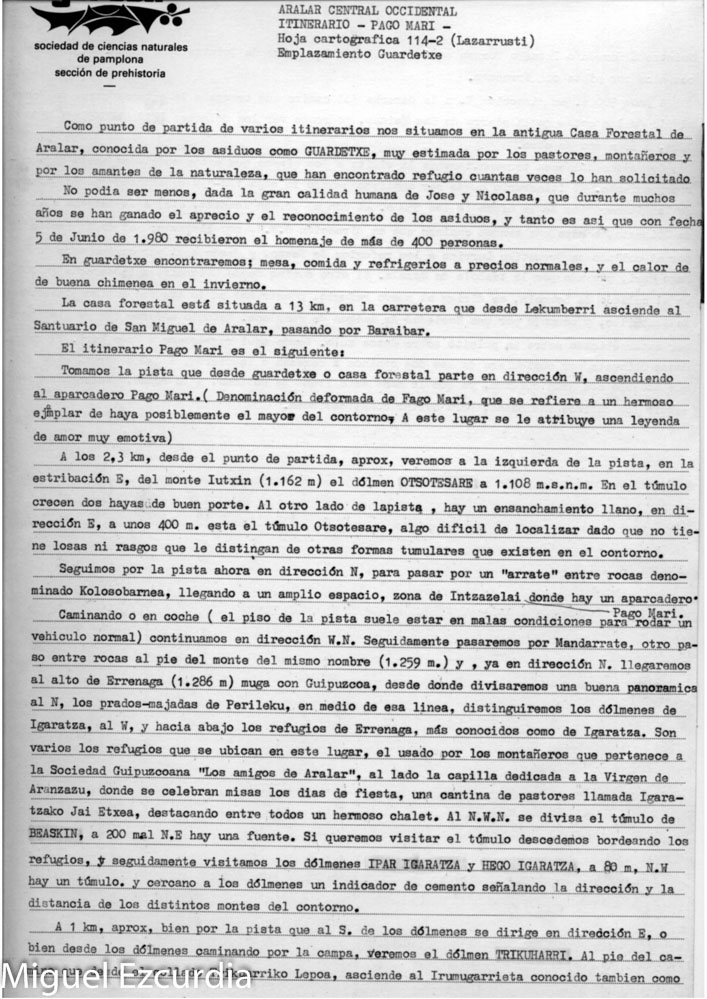 sociedad de ciencias naturales
de pamplona
sección de prehistoria
ARALAR CENTRAL OCCIDENTAL
ITINERARIO - PAGO MARI -
Hoja cartografica 114-2 (Lazarrusti)
Emplazamiento Guardetxe
Como punto de partida de varios itinerarios nos situamos en la antigua Casa Forestal de
Aralar, conocida por los asiduos como GUARDETXE, muy estimada por los pastores, montañeros y
por los amantes de la naturaleza, que han encontrado refugio cuantas veces lo han solicitado
No podia ser menos, dada la gran calidad humana de Jose y Nicolasa, que durante muchos
años se han ganado el aprecio y el reconocimiento de los asiduos, y tanto es asi que con fecha
5 de Junio de 1.980 recibieron el homenaje de más de 400 personas.
En guardetxe encontraremos; mesa, comida y refrigerios a precios normales, y el calor de
de buena chimenea en el invierno.
La casa forestal está situada a 13 km, en la carretera que desde Lekumberri asciende al
Santuario de San Miguel de Aralar, pasando por Baraibar.
El itinerario Pago Mari es el siguiente:
Tomamos la pista que desde guardetxe o casa forestal parte en dirección W, ascendiendo
al aparcadero Pago Mari.( Denominación deformada de Fago Mari, que se refiere a un hermoso
ejmplar de haya posiblemente el mayor del contorno, A este lugar se le atribuye una leyenda
de amor muy emotiva)
A los 2,3 km, desde el punto de partida, aprox, veremos a la izquierda de la pista, en la
estribación E, del monte Iutxin (1.162 m) el dólmen OTSOTESARE a 1.108 m.s.n.m. En el túmulo
crecen dos hayas de buen porte. Al otro lado de lapista , hay un ensanchamiento llano, en di-
rección E, a unos 400 m. esta el túmulo Otsotesare, algo dificil de localizar dado que no tie-
ne losas ni rasgos que le distingan de otras formas tumulares que existen en el contorno.
Seguimos por la pista ahora en dirección N, para pasar por un "arrate" entre rocas deno-
minado Kolosobarnea, llegando a un amplio espacio, zona de Intzazelai donde hay un aparcadero
Pago Mari.
Caminando o en coche ( el piso de la pista suele estar en malas condiciones para rodar un
vehiculo normal) continuamos en dirección W.N. Seguidamente pasaremos por Mandarrate, otro pa-
so entre rocas al pie del monte del mismo nombre (1.259 m.) y , ya en dirección N. llegaremos
al alto de Errenaga (1.286 m) muga con Guipuzcoa, desde donde divisaremos una buena panoramica
al N, los prados-majadas de Perileku, en medio de esa linea, distinguiremos los dólmenes de
Igaratza, al W, y hacia abajo los refugios de Errenaga, más conocidos como de Igaratza. Son
varios los refugios que se ubican en este lugar, el usado por los montañeros que pertenece a
la Sociedad Guipuzcoana "Los amigos de Aralar", al lado la capilla dedicada a la Virgen de
Aranzazu, donde se celebran misas los dias de fiesta, una cantina de pastores llamada Igara-
tzako Jai Etxea, destacando entre todos un hermoso chalet. Al N.W.N. se divisa el túmulo de
BEASKIN, a 200 mal N.E hay una fuente. Si queremos visitar el túmulo descedemos bordeando los
refugios, y seguidamente visitamos los dólmenes IPAR IGARATZA y HEGO IGARATZA, a 80 m, N.W
hay un túmulo. y cercano a los dólmenes un indicador de cemento señalando la dirección y la
distancia de los distintos montes del contorno.
A 1 km, aprox, bien por la pista que al S. de los dólmenes se dirige en dirección E, o
bien desde los dólmenes caminando por la campa, veremos el dólmen TRIKUHARRI. Al pie del ca-
Lepoa, asciende al Irumugarrieta conocido tambien como
Miguel Ezcurdia